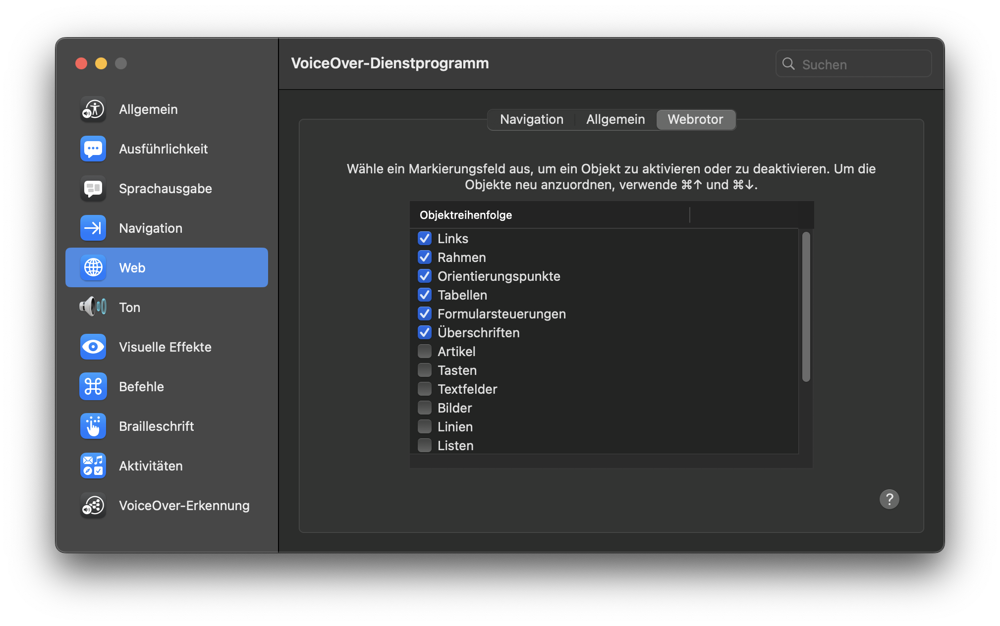 VoiceOver-Dienstprogramm
Suchen
Allgemein
Ausführlichkeit
Sprachausgabe
Navigation
Web
Ton
Visuelle Effekte
Befehle
Brailleschrift
Aktivitäten
VoiceOver-Erkennung
Navigation
Allgemein
Webrotor
Wähle ein Markierungsfeld aus, um ein Objekt zu aktivieren oder zu deaktivieren. Um die
Objekte neu anzuordnen, verwende ⌘↑ und ⌘↓.
Objektreihenfolge
Links
Rahmen
Orientierungspunkte
Tabellen
Formularsteuerungen
Überschriften
Artikel
Tasten
Textfelder
Bilder
Linien
Listen
?